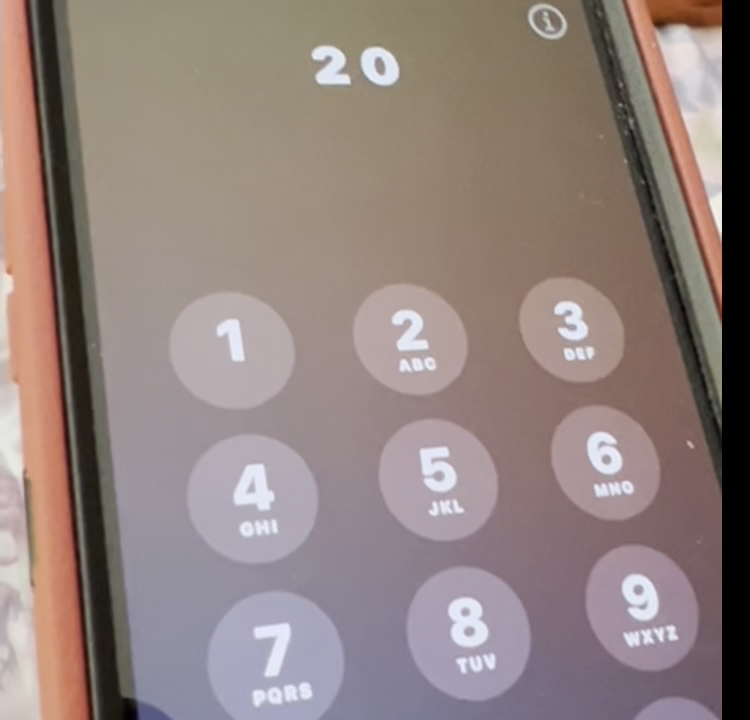 20
1 2 3
ABC DEF
4 5 6
GHI JKL MNO
7 8 9
PQRS TUV WXYZ